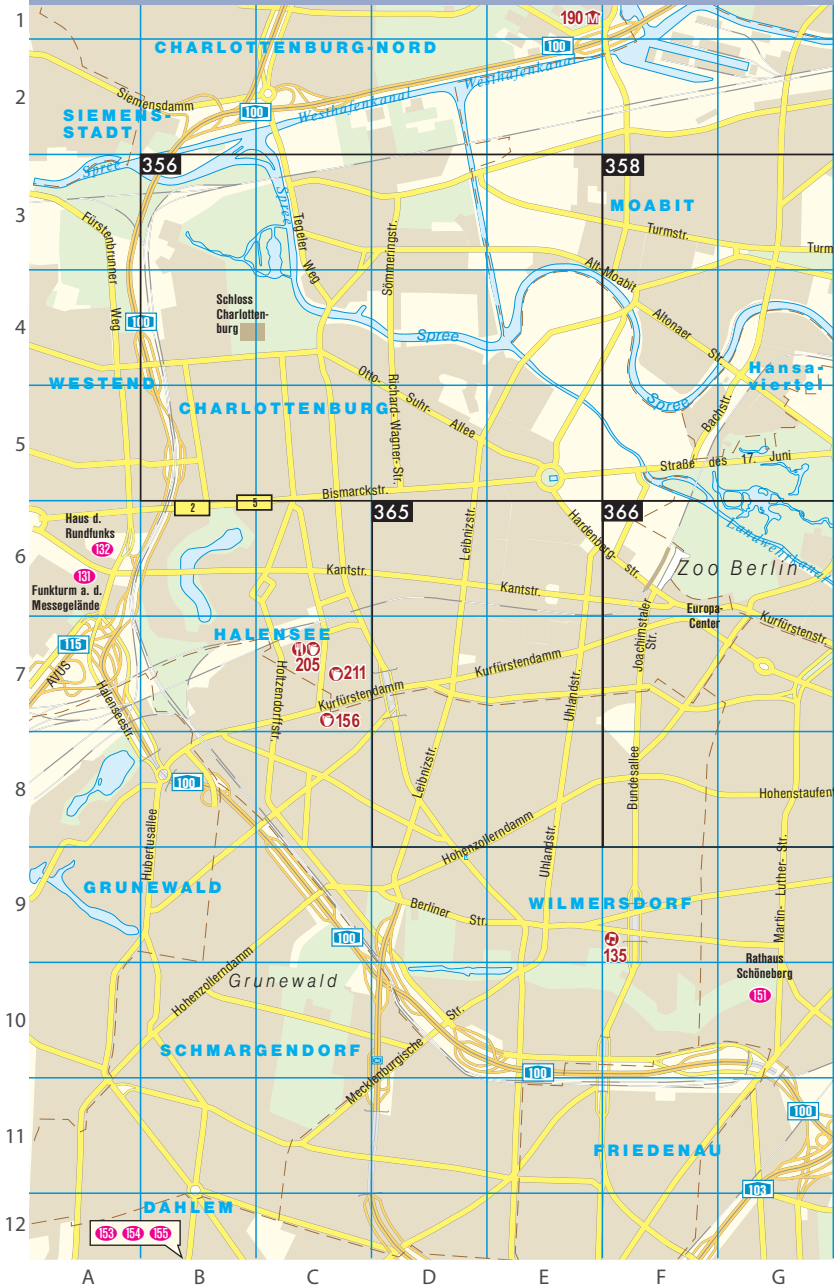 1
190
100
CHARLOTTENBURG-NORD
Westhafenkanal
2
Siemensdamm
Westhafenkanal
100
SIEMENS-
STADT
356
358
Spree
Spree
MOABIT
3
Fürstenbrunner
Weg
Tegeler Weg
Sömmeringstr.
Turmstr.
Turm
Alt-Moabit
Schloss
Charlotten-
burg
4
100
Spree
Altonaer
Str.
Hansa-
viertel
WESTEND
CHARLOTTENBURG
Otto-
Suhr-
Allee
Richard-Wagner-Str.
Spree
Bachstr.
5
Straße des 17. Juni
Bismarckstr.
2
5
365
366
Haus d.
Rundfunks
132
6
131
Funkturm a. d.
Messegelände
Leibnizstr.
Hardenberg-
str.
Landwehrkanal
Zoo Berlin
Kantstr.
Kantstr.
Europa-
Center
Kurfürstenstr.
Joachimstaler
Str.
115
HALENSEE
205
211
7
AVUS
Halenseestr.
Holtzendorffstr.
Kurfürstendamm
Kurfürstendamm
Uhlandstr.
156
8
100
Leibnizstr.
Bundesallee
Hohenstaufen
Hubertusallee
Hohenzollerndamm
Uhlandstr.
Martin-Luther-Str.
GRUNEWALD
9
Berliner Str.
WILMERSDORF
100
135
Rathaus
Schöneberg
151
Hohenzollerndamm
Grunewald
10
Mecklenburgische
Str.
SCHMARGENDORF
100
100
11
FRIEDENAU
103
DAHLEM
12
153 154 155
A B C D E F G